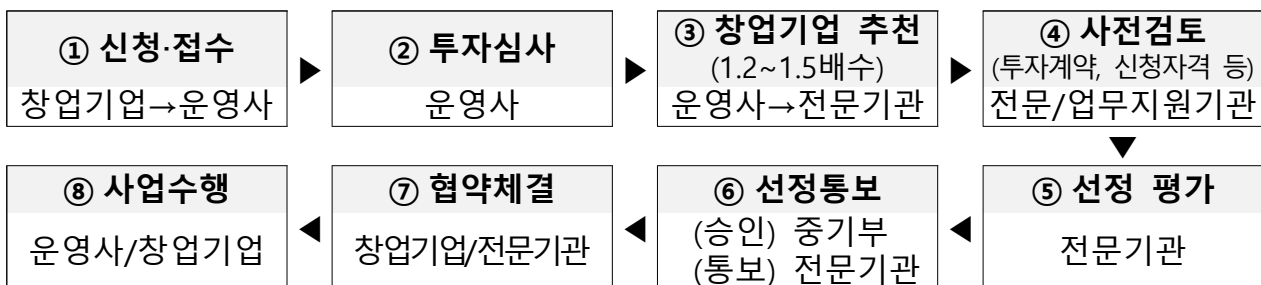 ① 신청·접수
창업기업→운영사
▶
② 투자심사
운영사
▶
③ 창업기업 추천
(1.2~1.5배수)
운영사→전문기관
▶
④ 사전검토
(투자계약, 신청자격 등)
전문/업무지원기관
▼
⑤ 선정 평가
전문기관
◀
⑥ 선정통보
(승인) 중기부
(통보) 전문기관
◀
⑦ 협약체결
창업기업/전문기관
◀
⑧ 사업수행
운영사/창업기업